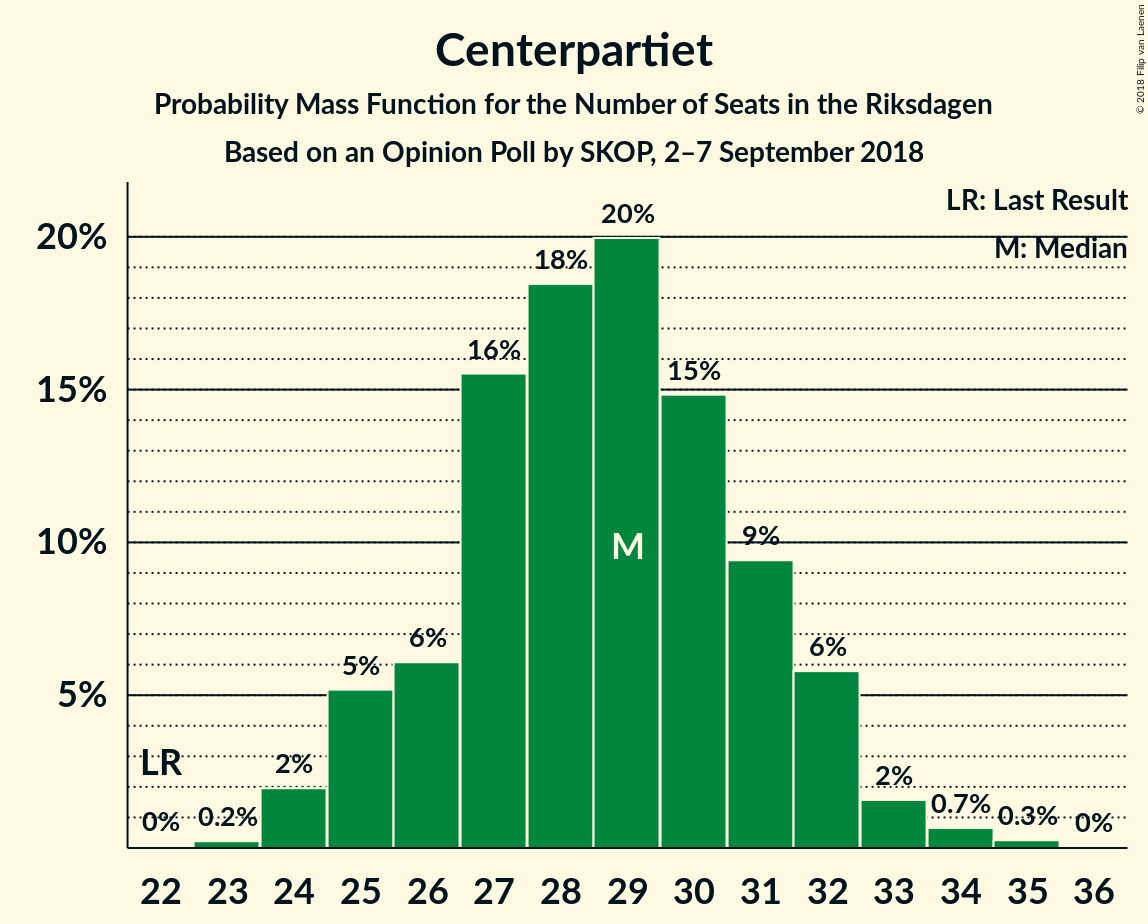 Centerpartiet
Probability Mass Function for the Number of Seats in the Riksdagen
Based on an Opinion Poll by SKOP, 2–7 September 2018
© 2018 Filip van Laenen
LR: Last Result
M: Median
20%
15%
10%
5%
LR
0%
0.2%
2%
5%
6%
16%
18%
20%
M
15%
9%
6%
2%
0.7%
0.3%
0%
22 23 24 25 26 27 28 29 30 31 32 33 34 35 36